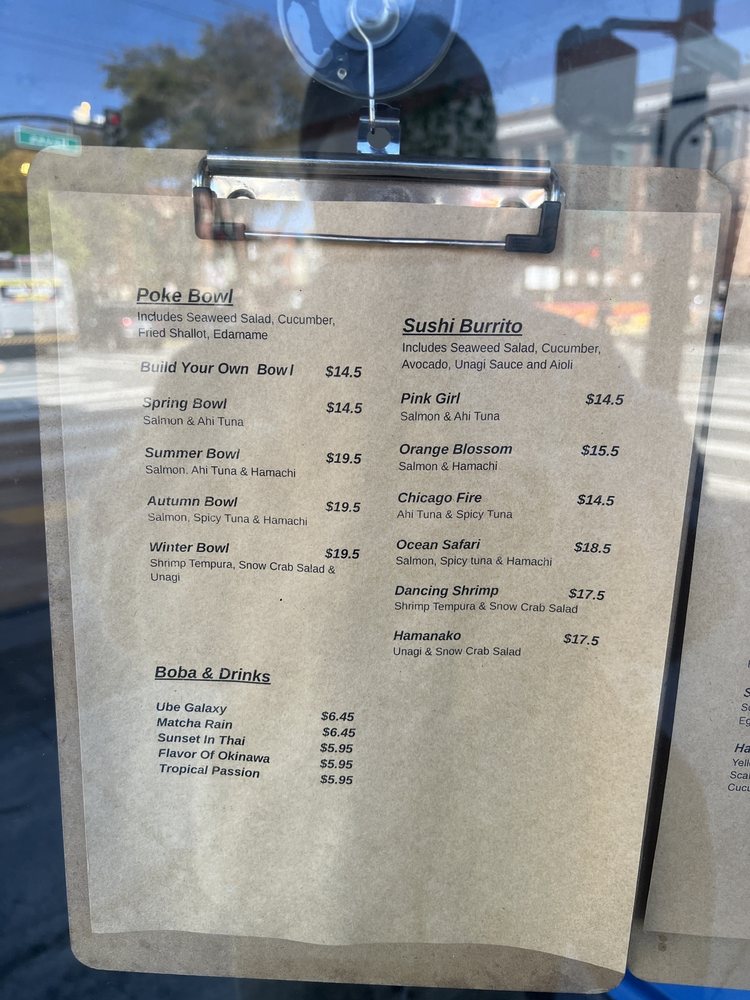 Poke Bowl
Includes Seaweed Salad, Cucumber,
Fried Shallot, Edamame
Build Your Own Bowl $14.5
Spring Bowl $14.5
Salmon & Ahi Tuna
Summer Bowl $19.5
Salmon. Ahi Tuna & Hamachi
Autumn Bowl $19.5
Salmon, Spicy Tuna & Hamachi
Winter Bowl $19.5
Shrimp Tempura, Snow Crab Salad &
Unagi
Boba & Drinks
Ube Galaxy $6.45
Matcha Rain $6.45
Sunset In Thai $5.95
Flavor Of Okinawa $5.95
Tropical Passion $5.95
Sushi Burrito
Includes Seaweed Salad, Cucumber,
Avocado, Unagi Sauce and Aioli
Pink Girl $14.5
Salmon & Ahi Tuna
Orange Blossom $15.5
Salmon & Hamachi
Chicago Fire $14.5
Ahi Tuna & Spicy Tuna
Ocean Safari $18.5
Salmon, Spicy tuna & Hamachi
Dancing Shrimp $17.5
Shrimp Tempura & Snow Crab Salad
Hamanako $17.5
Unagi & Snow Crab Salad